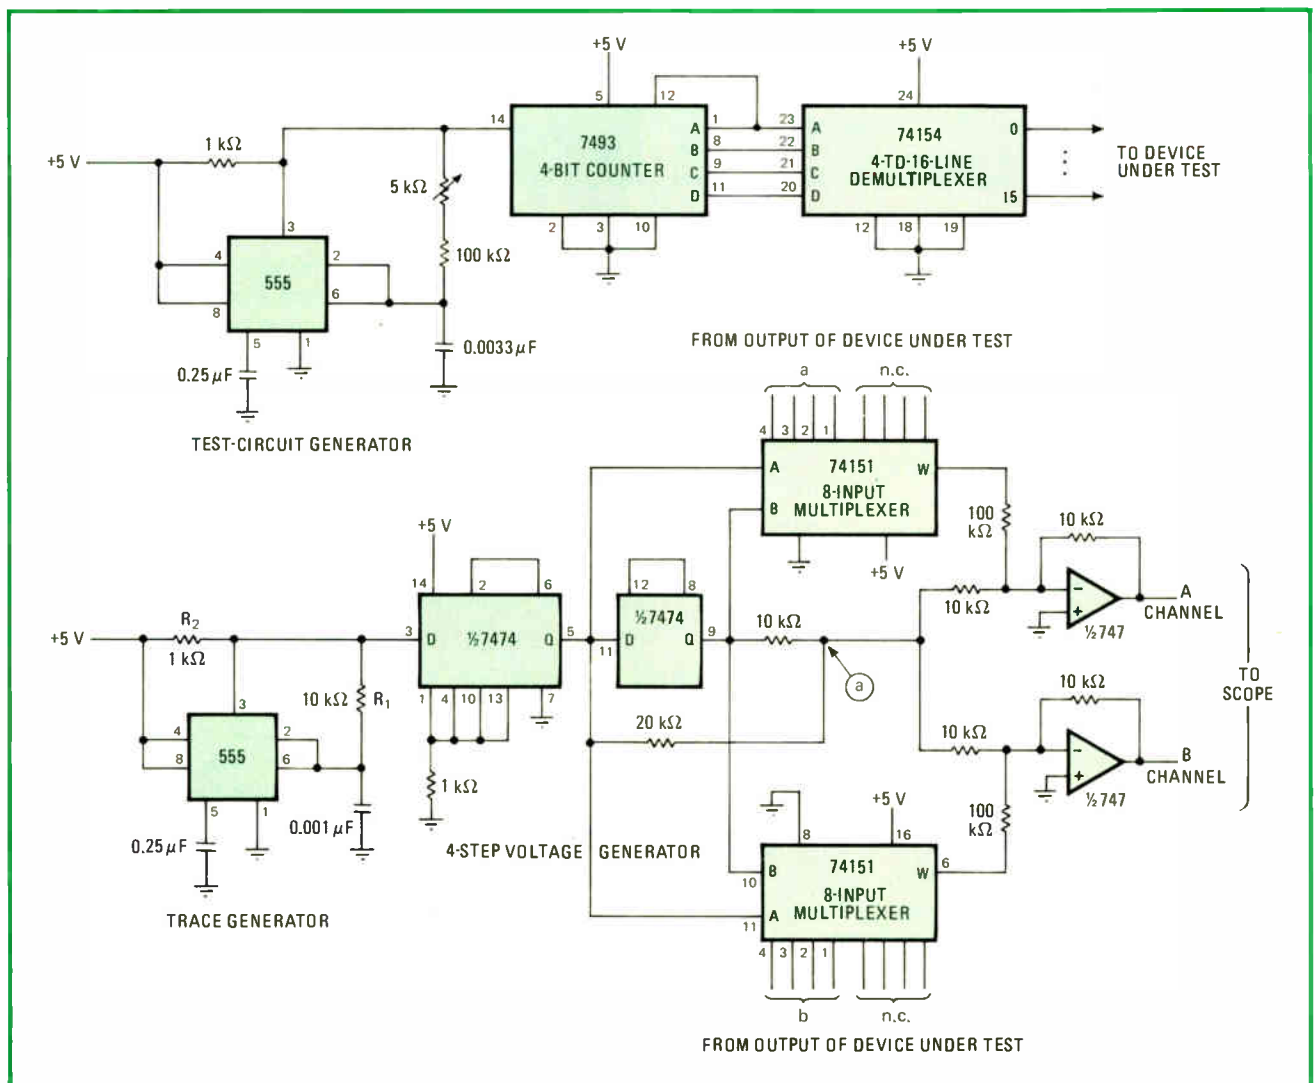 +5 V
+5 V
5
12
24
14
7493
4-BIT COUNTER
A 1 23 A
B 8 22 B
C 9 21 C
D 11 20 D
74154
4-TD-16-LINE
DEMULTIPLEXER
0
15
TO DEVICE
UNDER TEST
2 3 10
12 18 19
+5 V
1 kΩ
5 kΩ
100 kΩ
3
4
8
555
2
6
5
1
0.25 µF
0.0033 µF
TEST-CIRCUIT GENERATOR
FROM OUTPUT OF DEVICE UNDER TEST
a
n.c.
4 3 2 1
A
B
74151
8-INPUT
MULTIPLEXER
W
+5 V
100
kΩ
10 kΩ
10 kΩ
-
+
½ 747
A
CHANNEL
+5 V
14
2
6
3
D
½7474
Q
5
1 4 10 13
7
1 kΩ
12
8
½7474
11
D
Q
9
10 kΩ
a
20 kΩ
+5 V
R2
1 kΩ
10 kΩ
R1
3
4
8
555
2
6
5
1
0.25 µF
0.001 µF
TRACE GENERATOR
4-STEP VOLTAGE GENERATOR
10 kΩ
10 kΩ
-
+
½ 747
B
CHANNEL
TO
SCOPE
100
kΩ
+5 V
8
16
10
B
11
A
74151
8-INPUT
MULTIPLEXER
W
6
4 3 2 1
b
n.c.
FROM OUTPUT OF DEVICE UNDER TEST